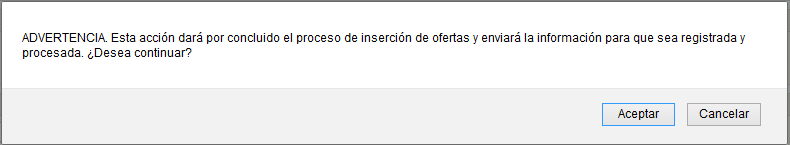 ADVERTENCIA. Esta acción dará por concluido el proceso de inserción de ofertas y enviará la información para que sea registrada y
procesada. ¿Desea continuar?
Aceptar
Cancelar